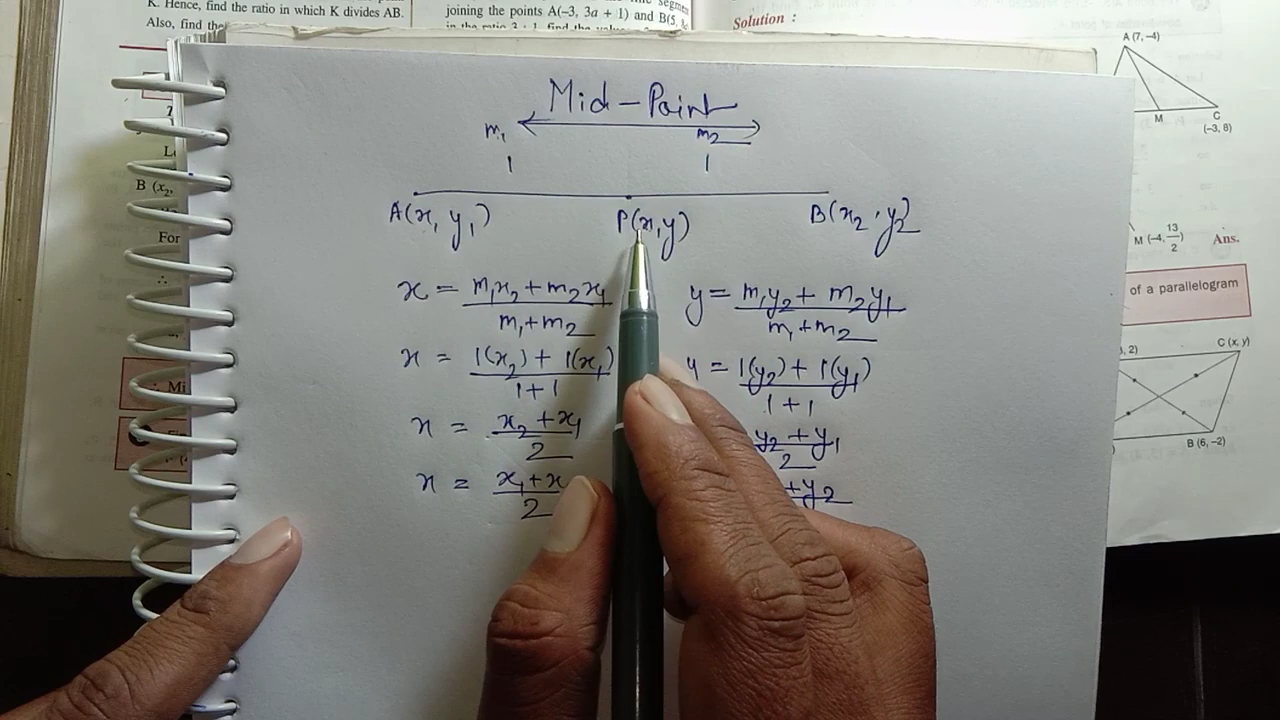 K. Hence, find the ratio in which K divides AB.
Also, find the
joining the points A(–3, 3a + 1) and B(5,
Solution :
A (7, –4)
M
C
(–3, 8)
B (x₂,
For
M (–4, 13/2) Ans.
of a parallelogram
, 2)
C (x, y)
B (6, –2)
Mid-Point
m₁ m₂
1 1
A(x, y₁) P(x,y) B(x₂, y₂)
x = m₁x₂ + m₂x₁ / m₁+m₂
y = m₁y₂ + m₂y₁ / m₁+m₂
x = 1(x₂) + 1(x₁) / 1+1
y = 1(y₂) + 1(y₁) / 1+1
x = x₂ + x₁ / 2
y₂ + y₁ / 2
x = x₁ + x / 2
+y₂